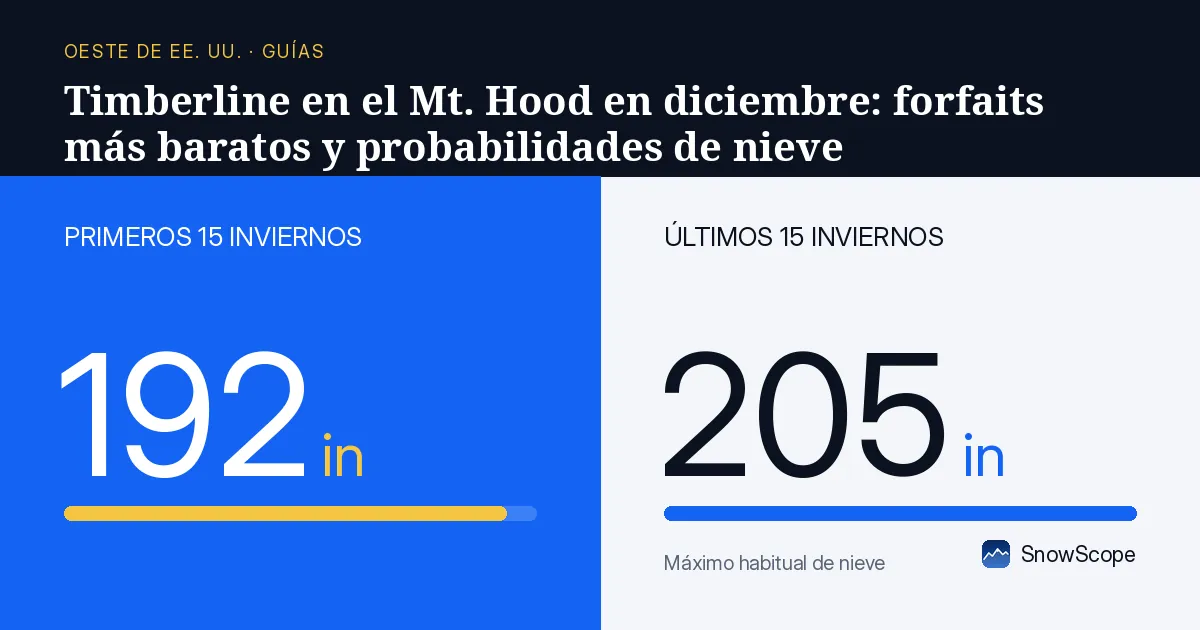 OESTE DE EE. UU. · GUÍAS
Timberline en el Mt. Hood en diciembre: forfaits
más baratos y probabilidades de nieve
PRIMEROS 15 INVIERNOS
192 in
ÚLTIMOS 15 INVIERNOS
205 in
Máximo habitual de nieve
SnowScope